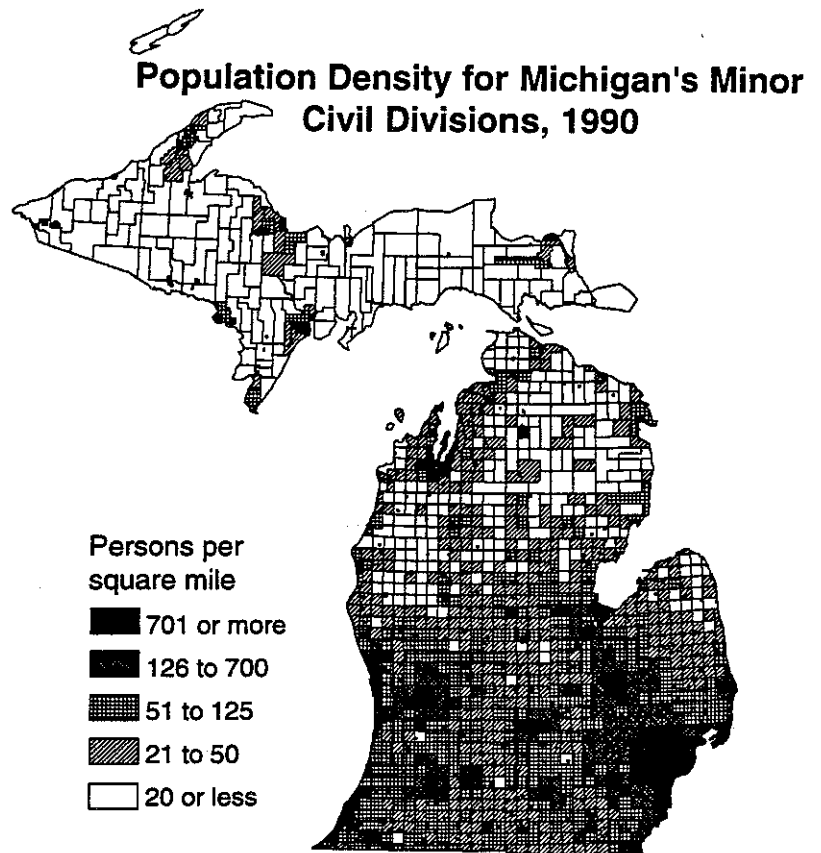 Population Density for Michigan's Minor
Civil Divisions, 1990
Persons per
square mile
701 or more
126 to 700
51 to 125
21 to 50
20 or less